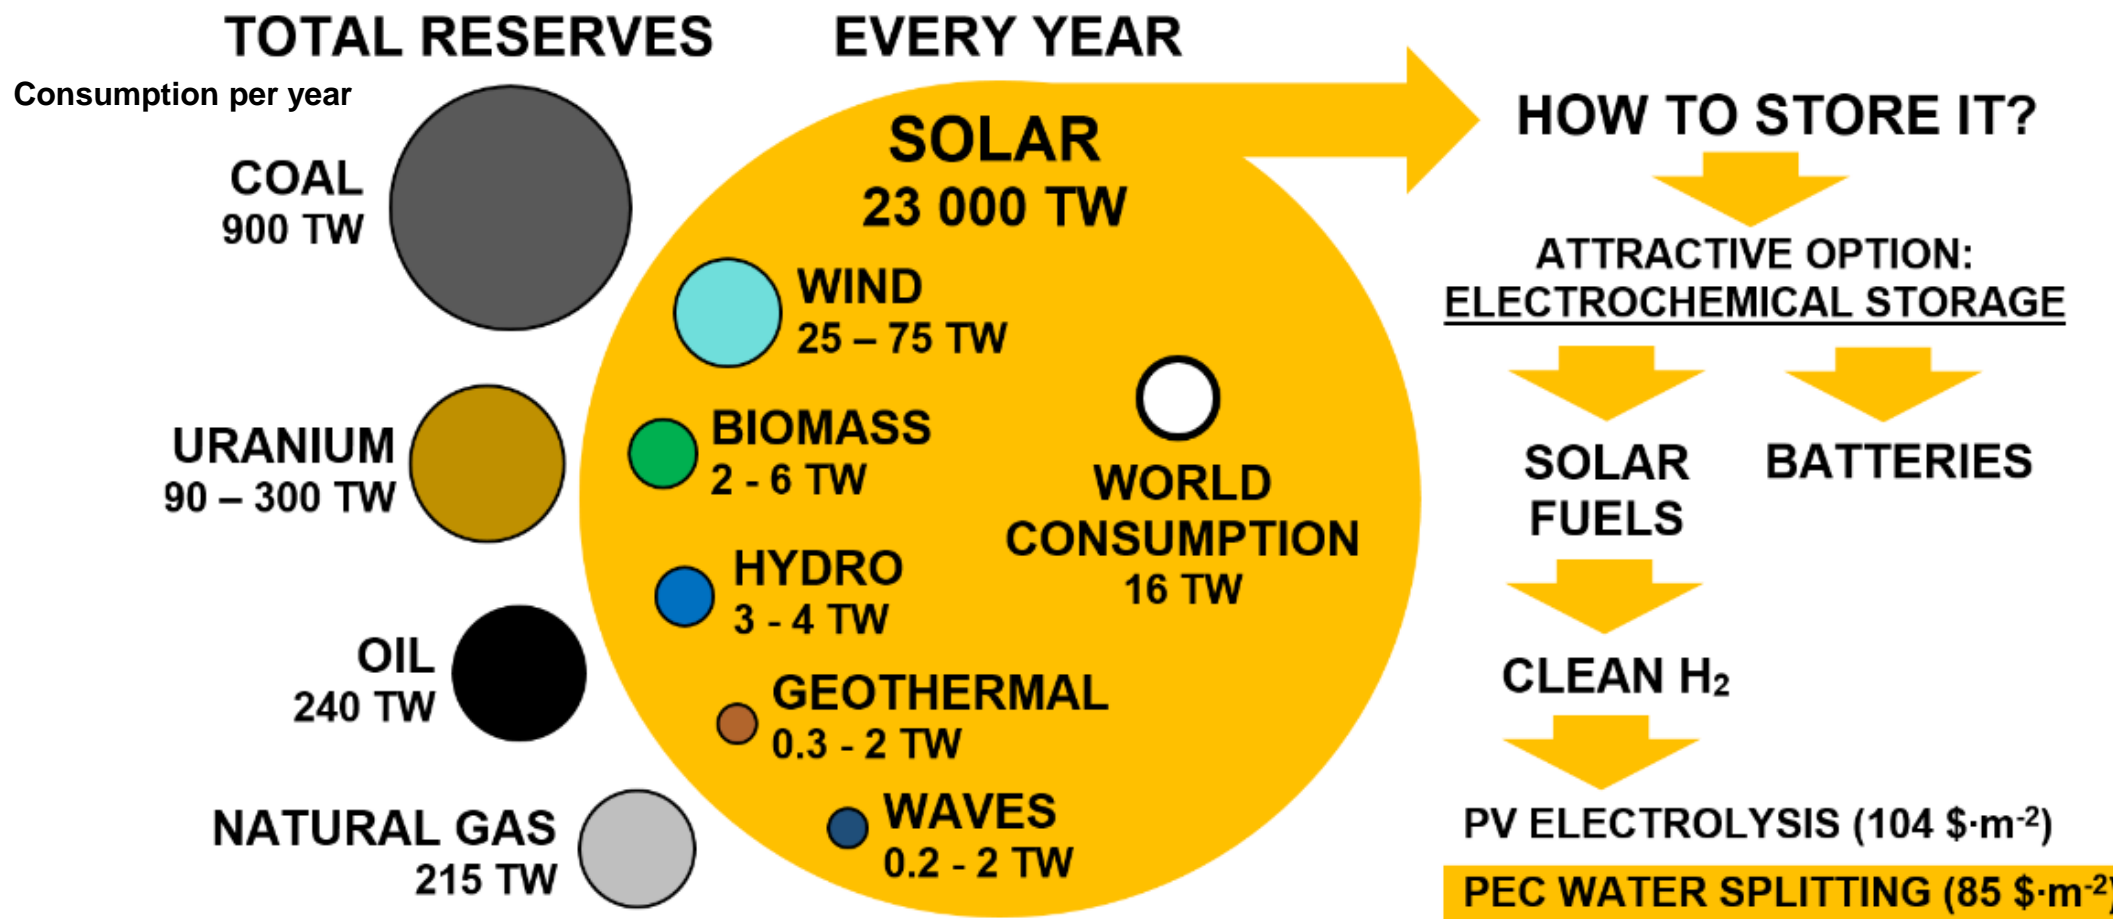 TOTAL RESERVES
EVERY YEAR
Consumption per year
COAL
900 TW
URANIUM
90 – 300 TW
OIL
240 TW
NATURAL GAS
215 TW
SOLAR
23 000 TW
WIND
25 – 75 TW
BIOMASS
2 - 6 TW
HYDRO
3 - 4 TW
GEOTHERMAL
0.3 - 2 TW
WAVES
0.2 - 2 TW
WORLD
CONSUMPTION
16 TW
HOW TO STORE IT?
ATTRACTIVE OPTION:
ELECTROCHEMICAL STORAGE
SOLAR
FUELS
BATTERIES
CLEAN H₂
PV ELECTROLYSIS (104 $·m⁻²)
PEC WATER SPLITTING (85 $·m⁻²)